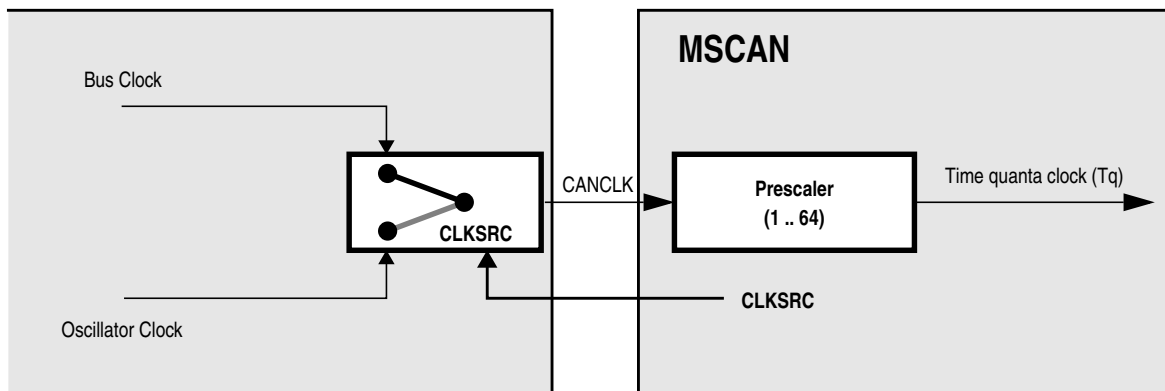 MSCAN
Bus Clock
CANCLK
Time quanta clock (Tq)
Prescaler
(1 .. 64)
CLKSRC
CLKSRC
Oscillator Clock